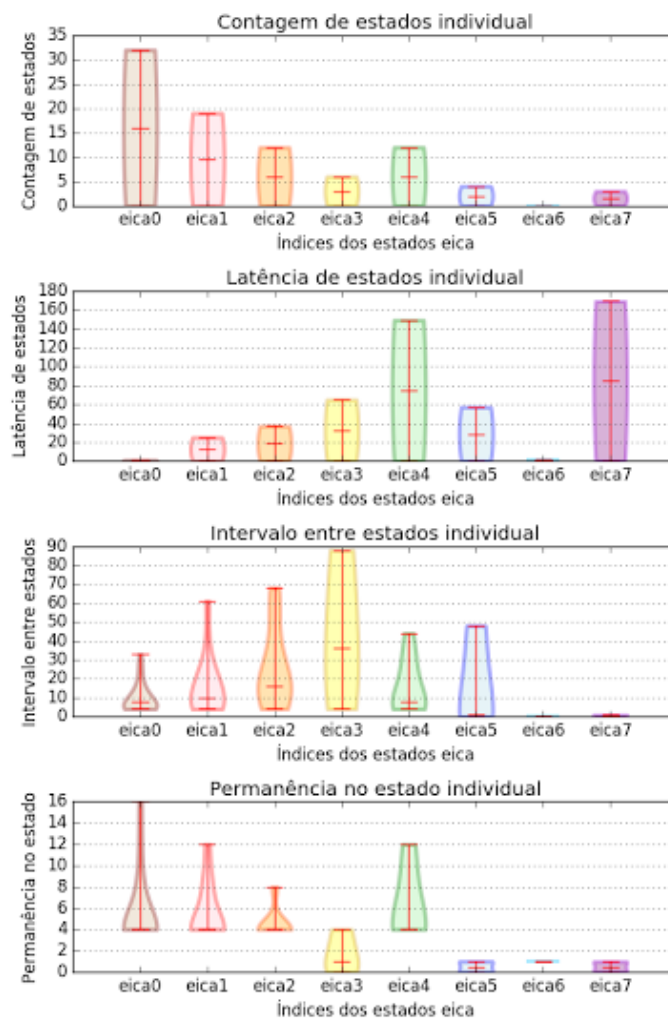 Contagem de estados individual
Contagem de estados
35
30
25
20
15
10
5
0
eica0 eica1 eica2 eica3 eica4 eica5 eica6 eica7
Índices dos estados eica
Latência de estados individual
Latência de estados
180
160
140
120
100
80
60
40
20
0
eica0 eica1 eica2 eica3 eica4 eica5 eica6 eica7
Índices dos estados eica
Intervalo entre estados individual
Intervalo entre estados
90
80
70
60
50
40
30
20
10
0
eica0 eica1 eica2 eica3 eica4 eica5 eica6 eica7
Índices dos estados eica
Permanência no estado individual
Permanência no estado
16
14
12
10
8
6
4
2
0
eica0 eica1 eica2 eica3 eica4 eica5 eica6 eica7
Índices dos estados eica